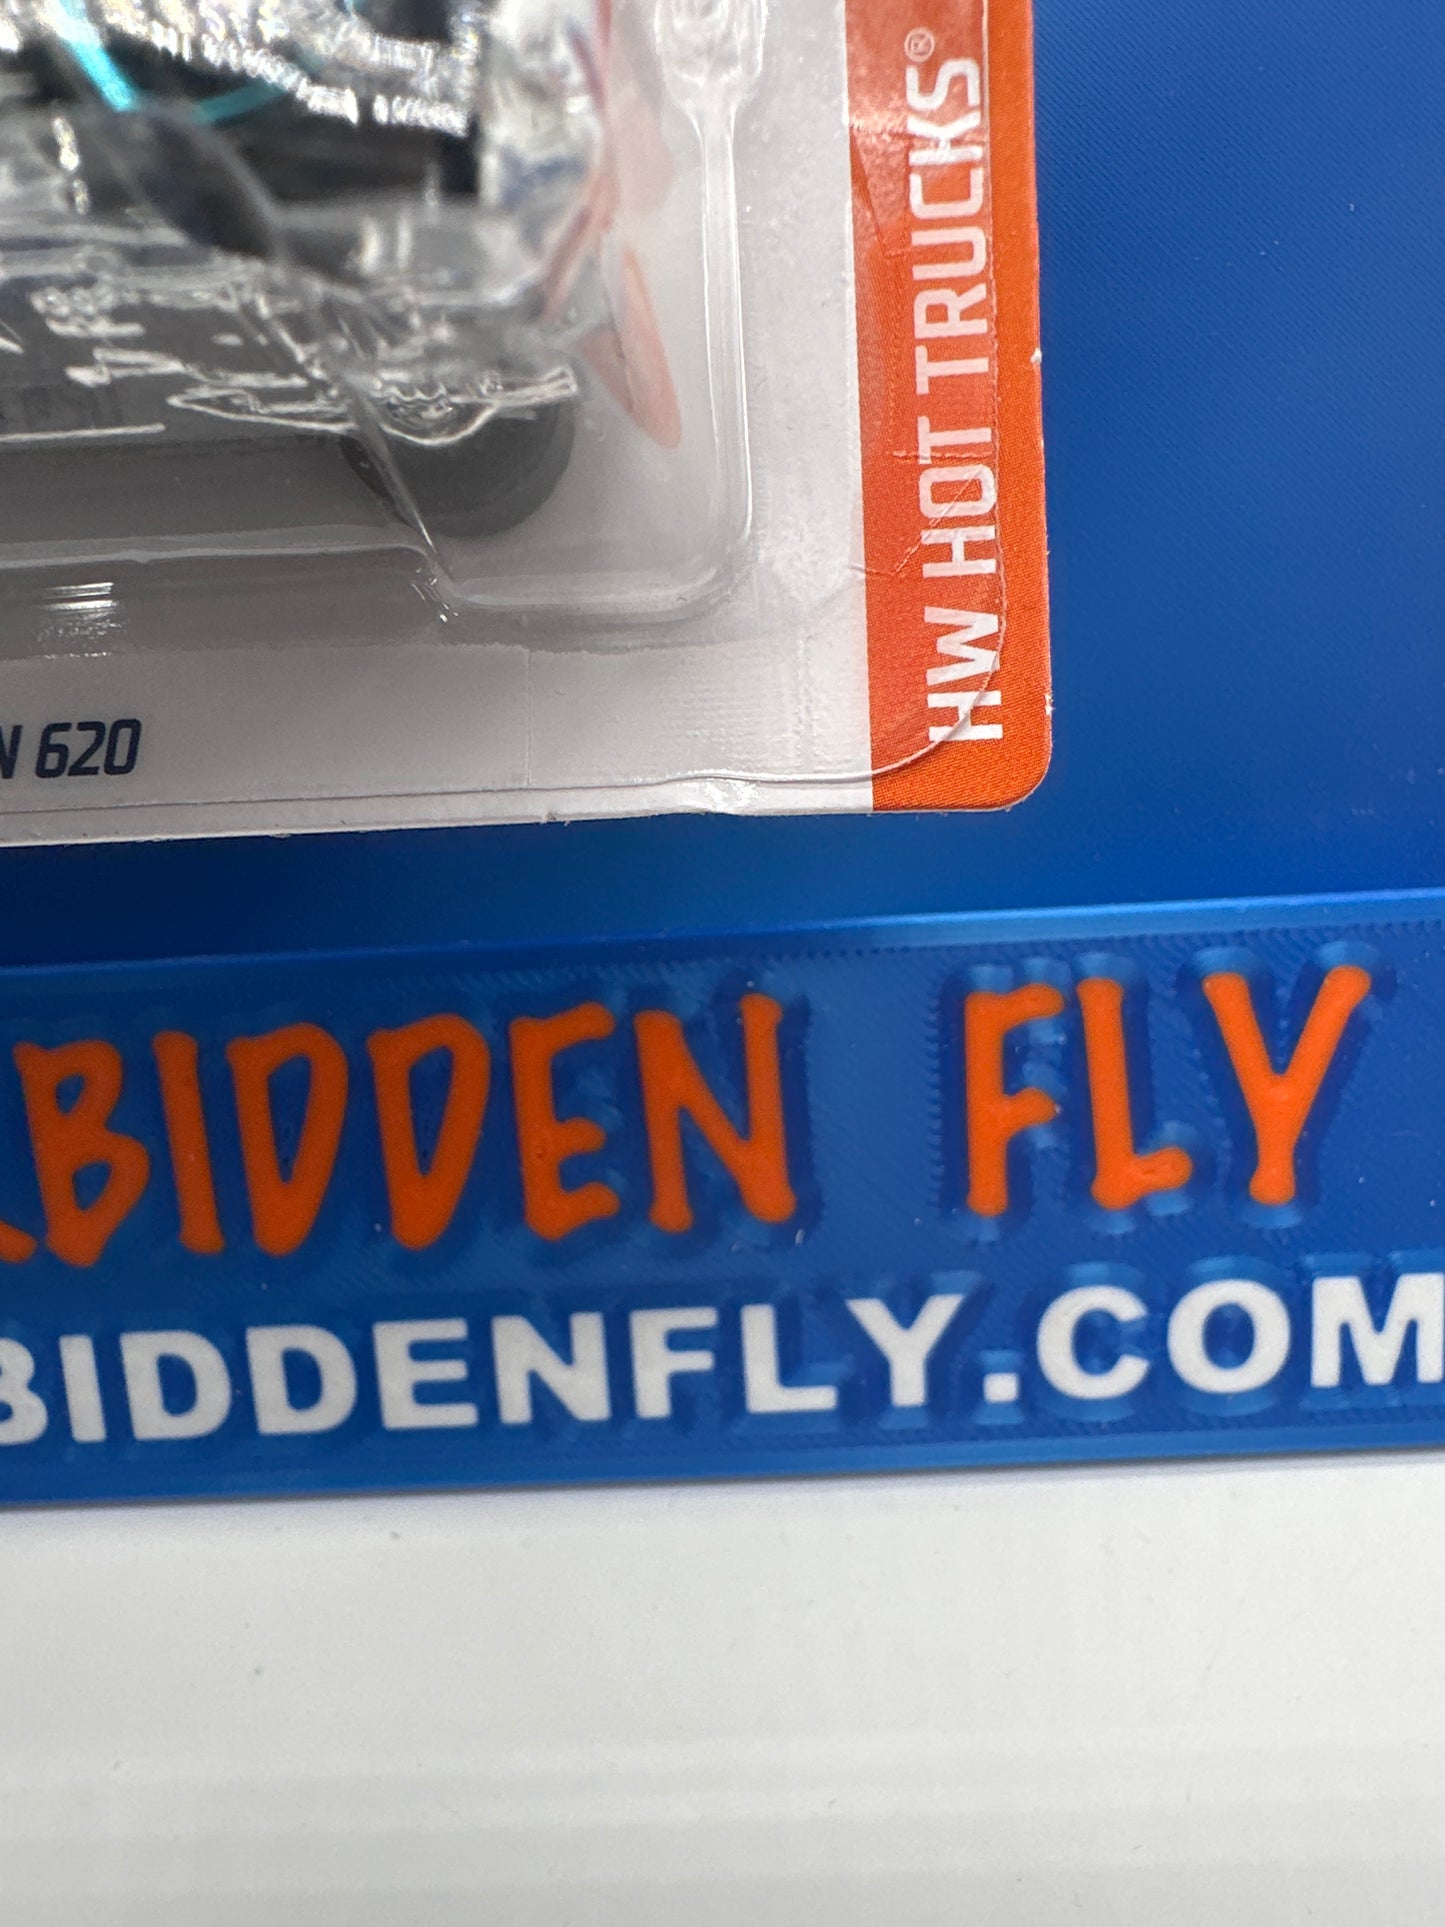 HW HOT TRUCKS®
N 620
BIDDEN FLY
BIDDENFLY.COM